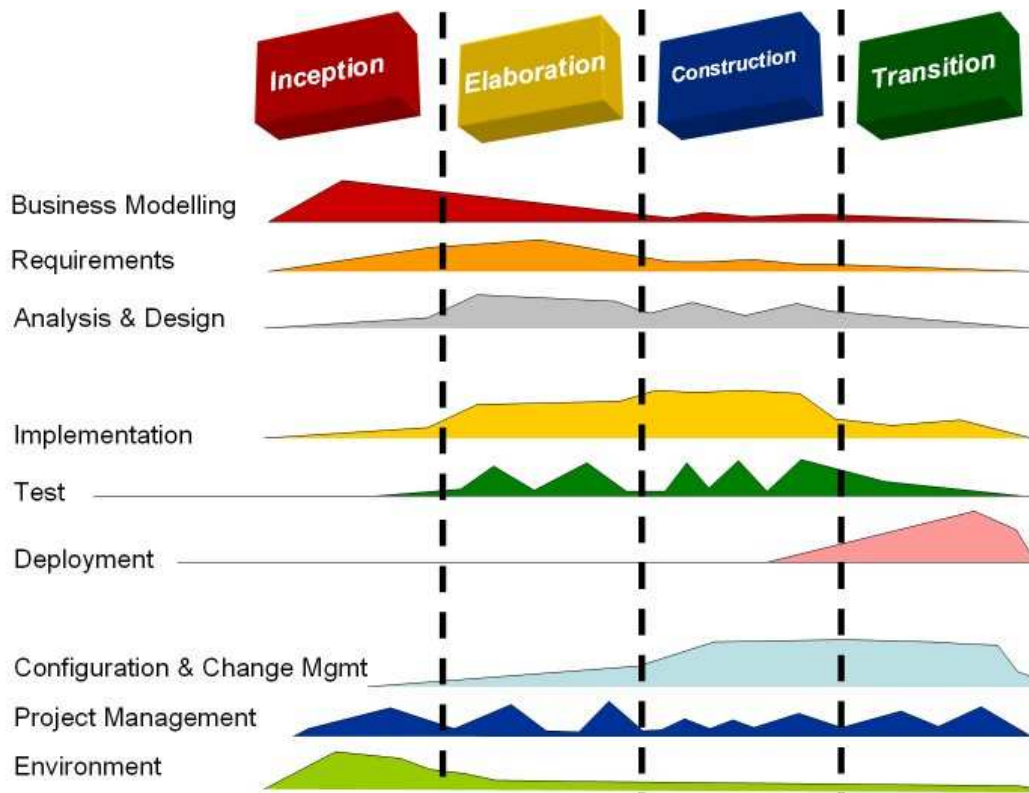 Inception
Elaboration
Construction
Transition
Business Modelling
Requirements
Analysis & Design
Implementation
Test
Deployment
Configuration & Change Mgmt
Project Management
Environment